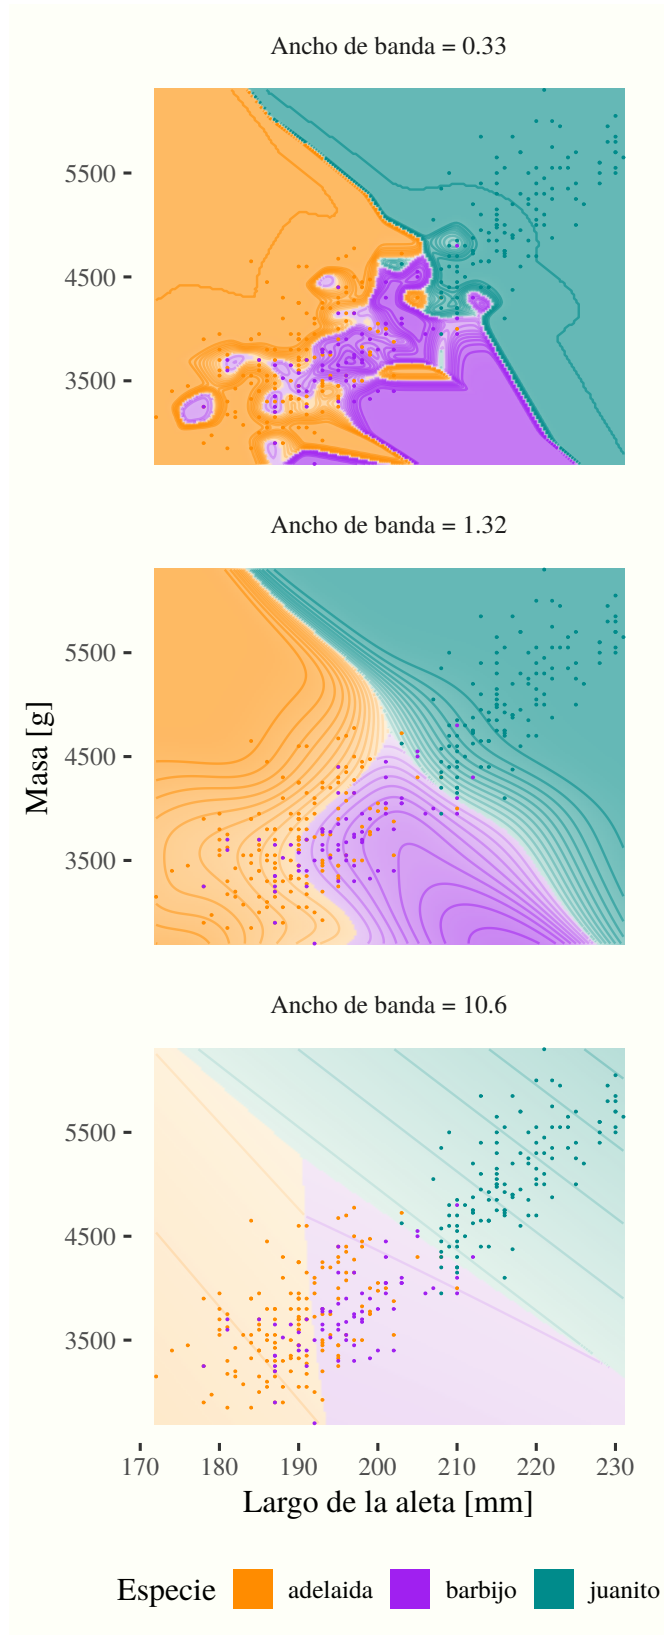 Ancho de banda = 0.33
5500
4500
3500
Ancho de banda = 1.32
5500
4500
3500
Masa [g]
Ancho de banda = 10.6
5500
4500
3500
170 180 190 200 210 220 230
Largo de la aleta [mm]
Especie adelaida barbijo juanito